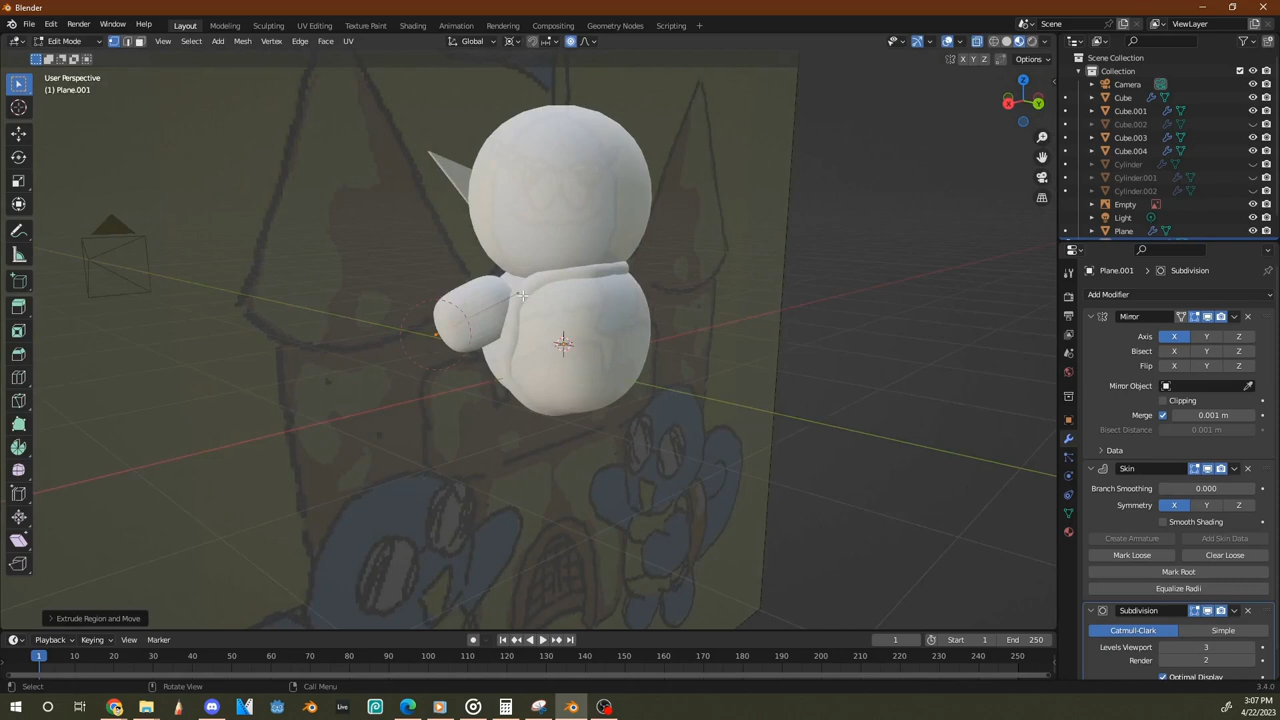 Blender
File Edit Render Window Help Layout Modeling Sculpting UV Editing Texture Paint Shading Animation Rendering Compositing Geometry Nodes Scripting + Scene ViewLayer
Edit Mode View Select Add Mesh Vertex Edge Face UV Global
X Y Z Options
User Perspective
(1) Plane.001
Z
X Y
Scene Collection
Collection
Camera
Cube
Cube.001
Cube.002
Cube.003
Cube.004
Cylinder
Cylinder.001
Cylinder.002
Empty
Light
Plane
Plane.001 > Subdivision
Add Modifier
Mirror
Axis X Y Z
Bisect X Y Z
Flip X Y Z
Mirror Object
Clipping
Merge 0.001 m
Bisect Distance 0.001 m
> Data
Skin
Branch Smoothing 0.000
Symmetry X Y Z
Smooth Shading
Create Armature Add Skin Data
Mark Loose Clear Loose
Mark Root
Equalize Radii
Subdivision
Catmull-Clark Simple
Levels Viewport 3
Render 2
Optimal Display
> Extrude Region and Move
Playback Keying View Marker 1 Start 1 End 250
1 10 20 30 40 50 60 70 80 90 100 110 120 130 140 150 160 170 180 190 200 210 220 230 240 250
Select Rotate View Call Menu 3.4.0
Live 3:07 PM
4/22/2023